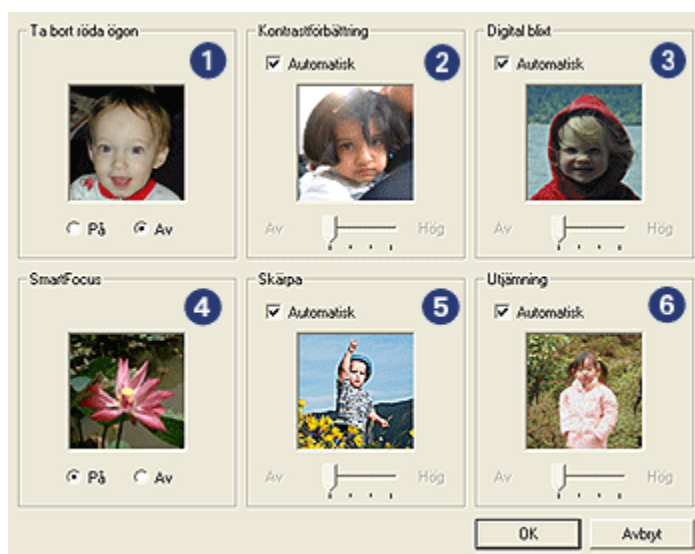 Ta bort röda ögon
1
På Av
Kontrastförbättring
Automatisk
2
Av Hög
Digital blixt
Automatisk
3
Av Hög
SmartFocus
4
På Av
Skärpa
Automatisk
5
Av Hög
Utjämning
Automatisk
6
Av Hög
OK Avbryt